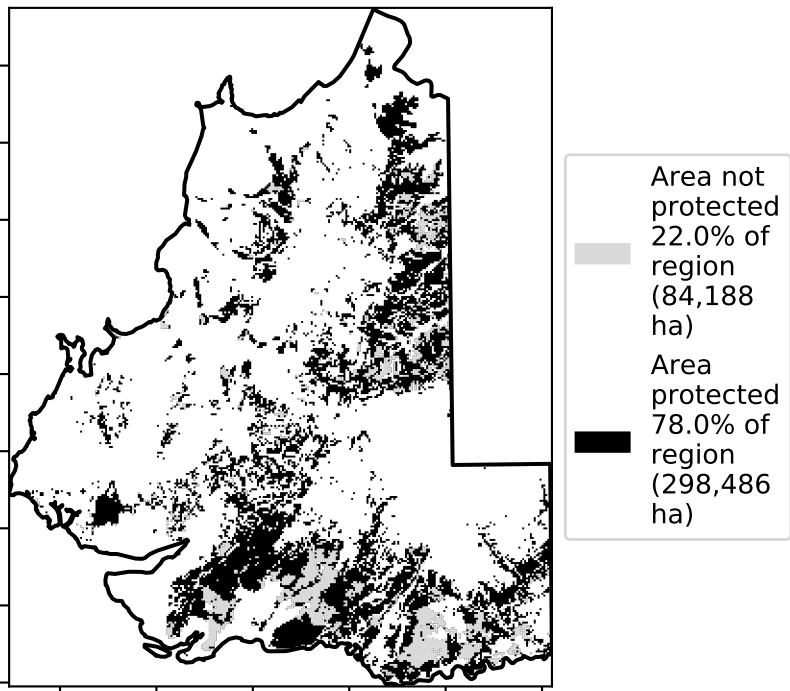 Area not
protected
22.0% of
region
(84,188
ha)
Area
protected
78.0% of
region
(298,486
ha)